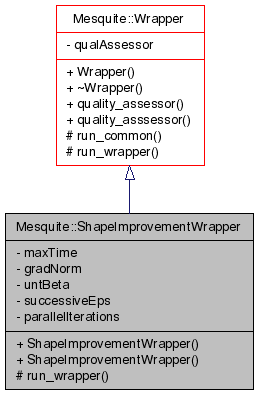 Mesquite::Wrapper
- qualAssessor
+ Wrapper()
+ ~Wrapper()
+ quality_assessor()
+ quality_asssessor()
# run_common()
# run_wrapper()
Mesquite::ShapeImprovementWrapper
- maxTime
- gradNorm
- untBeta
- successiveEps
- parallelIterations
+ ShapeImprovementWrapper()
+ ShapeImprovementWrapper()
# run_wrapper()